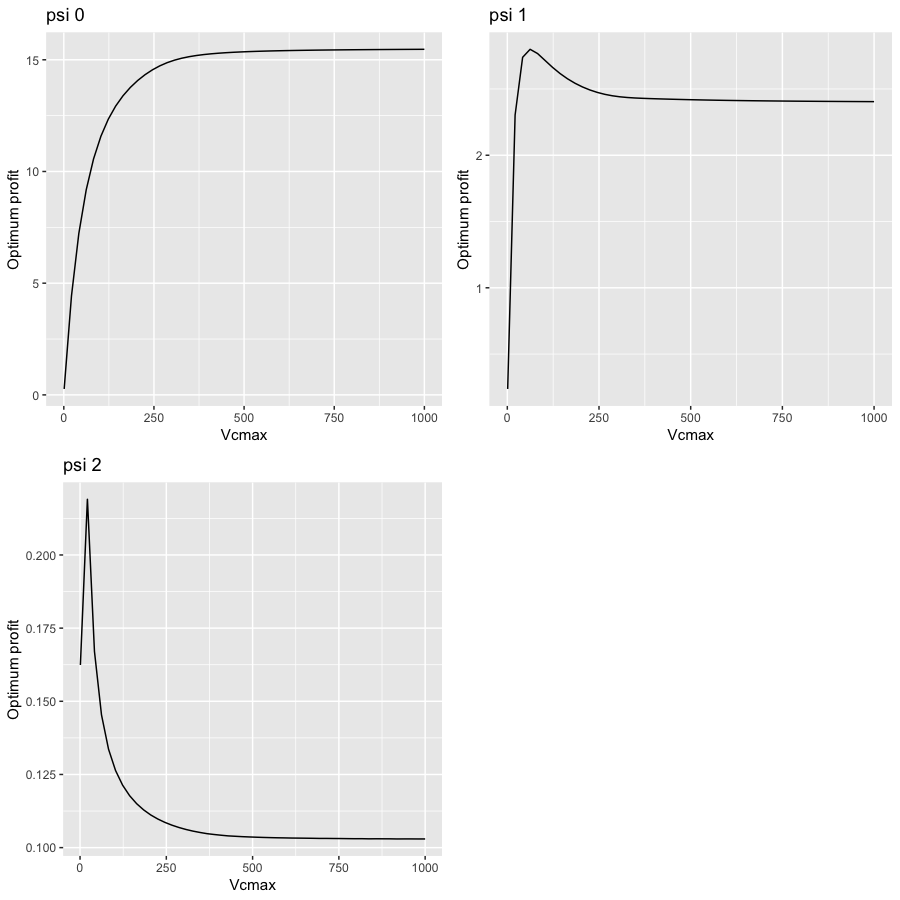 psi 0
Optimum profit
15
10
5
0
0 250 500 750 1000
Vcmax
psi 1
Optimum profit
2
1
0 250 500 750 1000
Vcmax
psi 2
Optimum profit
0.200
0.175
0.150
0.125
0.100
0 250 500 750 1000
Vcmax